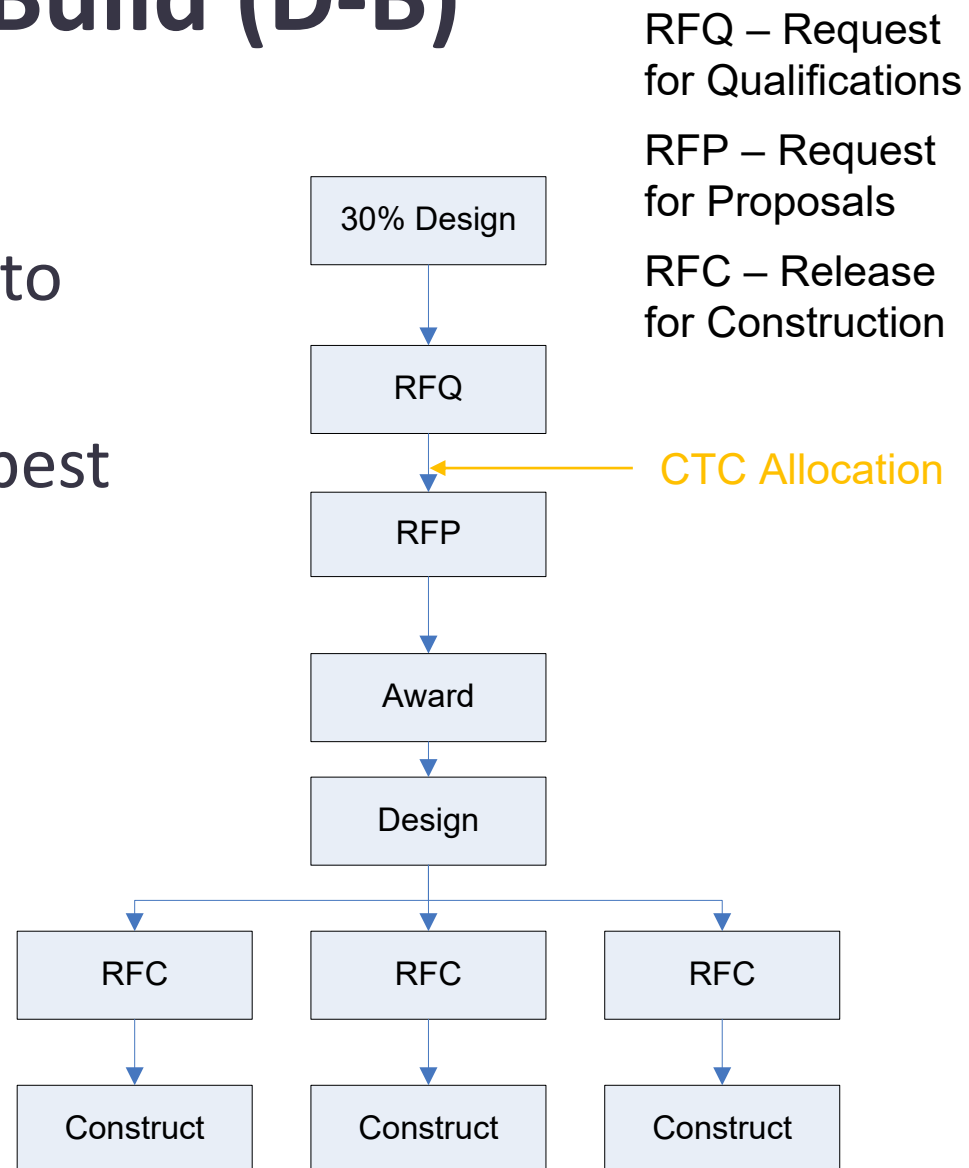 Build (D-B)
RFQ – Request
for Qualifications
RFP – Request
for Proposals
RFC – Release
for Construction
to
best
30% Design
RFQ
CTC Allocation
RFP
Award
Design
RFC RFC RFC
Construct Construct Construct